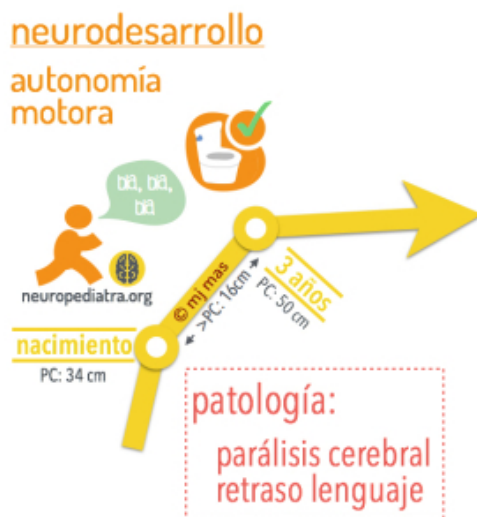 neurodesarrollo
autonomía
motora
bla, bla,
bla
neuropediatra.org
© mj mas
>PC: 16cm
3 años
PC: 50 cm
nacimiento
PC: 34 cm
patología:
parálisis cerebral
retraso lenguaje